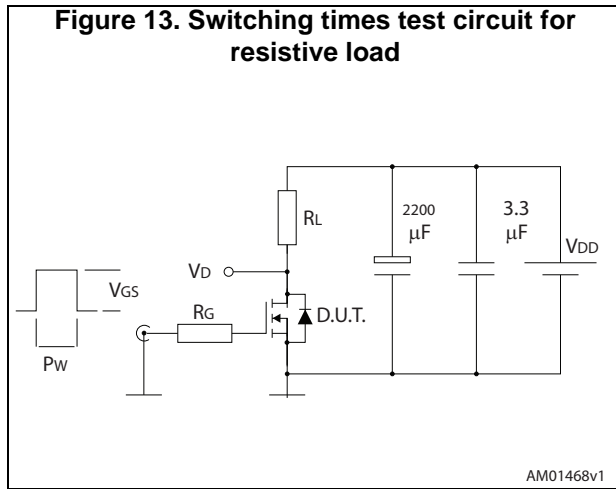 Figure 13. Switching times test circuit for
resistive load
RL
2200
μF
3.3
μF
VDD
VD
VGS
RG
D.U.T.
PW
AM01468v1